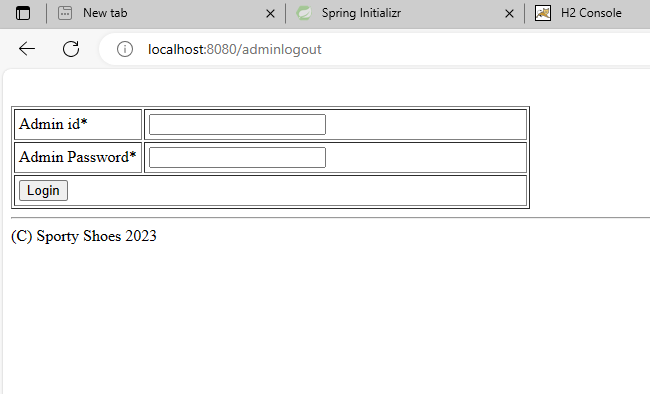 New tab
Spring Initializr
H2 Console
localhost:8080/adminlogout
Admin id*
Admin Password*
Login
(C) Sporty Shoes 2023